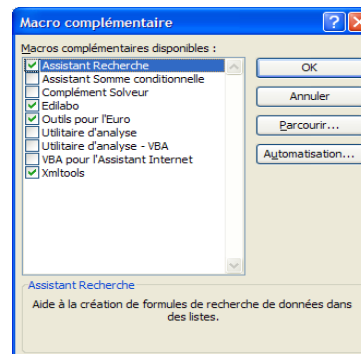 Macro complémentaire
Macros complémentaires disponibles :
Assistant Recherche
Assistant Somme conditionnelle
Complément Solveur
Edilabo
Outils pour l'Euro
Utilitaire d'analyse
Utilitaire d'analyse - VBA
VBA pour l'Assistant Internet
Xmltools
OK
Annuler
Parcourir...
Automatisation...
Assistant Recherche
Aide à la création de formules de recherche de données dans
des listes.